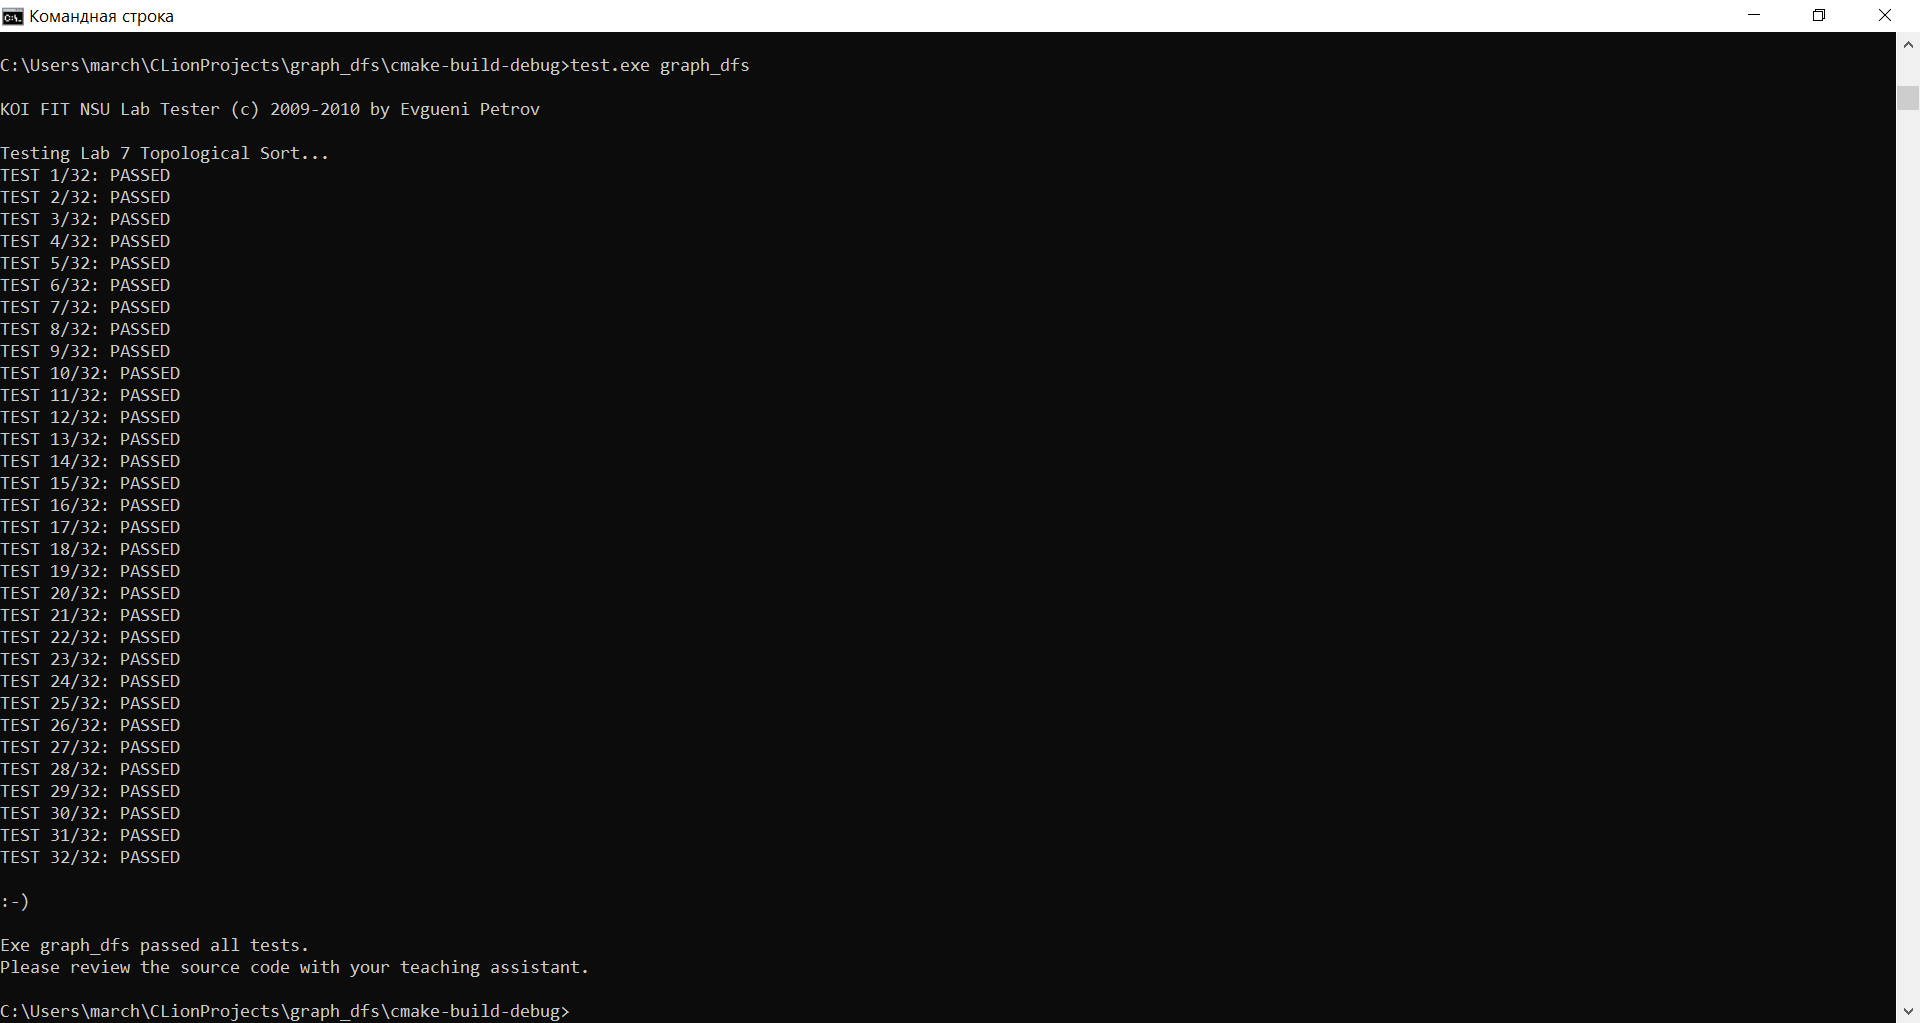 Командная строка
C:\Users\march\CLionProjects\graph_dfs\cmake-build-debug>test.exe graph_dfs
KOI FIT NSU Lab Tester (c) 2009-2010 by Evgueni Petrov
Testing Lab 7 Topological Sort...
TEST 1/32: PASSED
TEST 2/32: PASSED
TEST 3/32: PASSED
TEST 4/32: PASSED
TEST 5/32: PASSED
TEST 6/32: PASSED
TEST 7/32: PASSED
TEST 8/32: PASSED
TEST 9/32: PASSED
TEST 10/32: PASSED
TEST 11/32: PASSED
TEST 12/32: PASSED
TEST 13/32: PASSED
TEST 14/32: PASSED
TEST 15/32: PASSED
TEST 16/32: PASSED
TEST 17/32: PASSED
TEST 18/32: PASSED
TEST 19/32: PASSED
TEST 20/32: PASSED
TEST 21/32: PASSED
TEST 22/32: PASSED
TEST 23/32: PASSED
TEST 24/32: PASSED
TEST 25/32: PASSED
TEST 26/32: PASSED
TEST 27/32: PASSED
TEST 28/32: PASSED
TEST 29/32: PASSED
TEST 30/32: PASSED
TEST 31/32: PASSED
TEST 32/32: PASSED
:-)
Exe graph_dfs passed all tests.
Please review the source code with your teaching assistant.
C:\Users\march\CLionProjects\graph_dfs\cmake-build-debug>